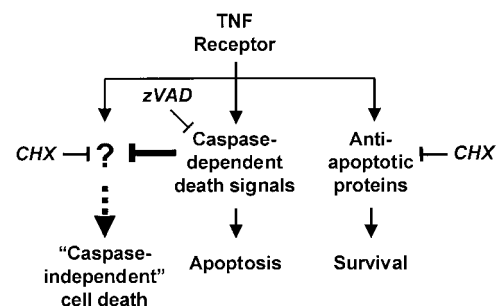 TNF
Receptor
zVAD
CHX
?
Caspase-
dependent
death signals
Anti-
apoptotic
proteins
CHX
"Caspase-
independent"
cell death
Apoptosis
Survival